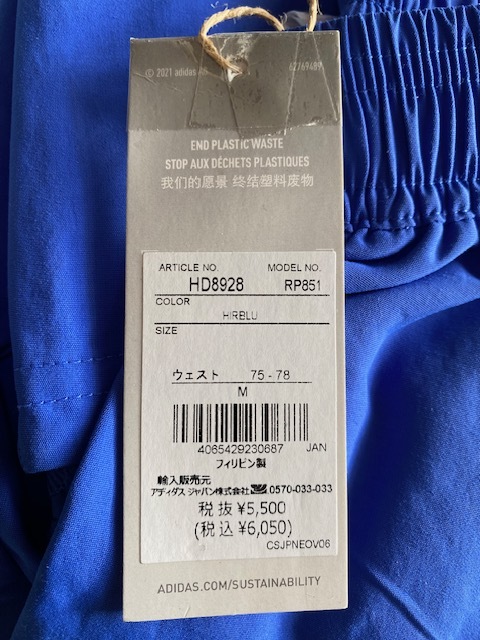 © 2021 adidas AG 62769489
END PLASTIC WASTE
STOP AUX DÉCHETS PLASTIQUES
我们的愿景 终结塑料废物
ARTICLE NO. MODEL NO.
HD8928 RP851
COLOR
HIRBLU
SIZE
ウェスト 75 - 78
M
4065429230687 JAN
フィリピン製
輸入販売元
アディダス ジャパン株式会社 0570-033-033
税抜 ¥5,500
(税込 ¥6,050)
CSJPNEOV06
ADIDAS.COM/SUSTAINABILITY